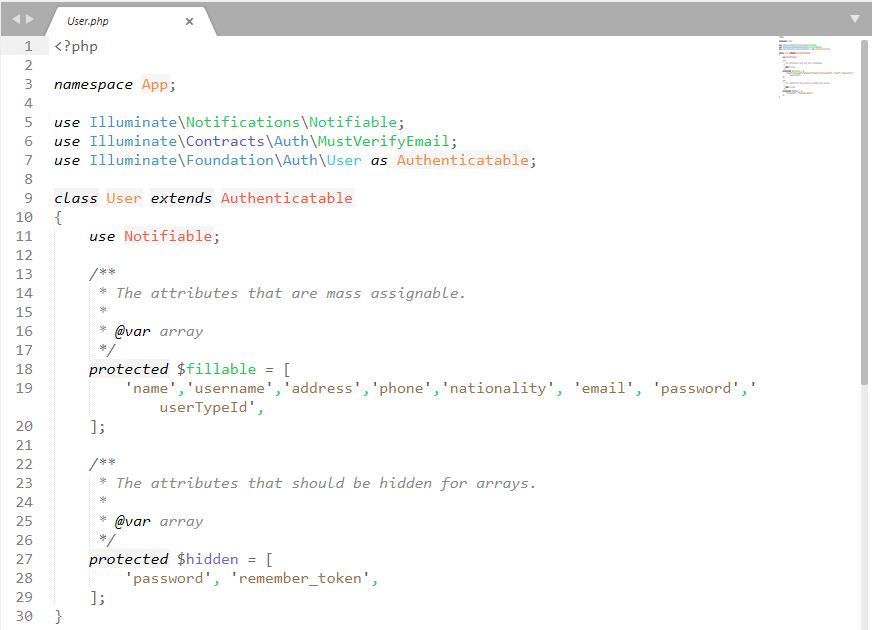 User.php ×
1 <?php
2
3 namespace App;
4
5 use Illuminate\Notifications\Notifiable;
6 use Illuminate\Contracts\Auth\MustVerifyEmail;
7 use Illuminate\Foundation\Auth\User as Authenticatable;
8
9 class User extends Authenticatable
10 {
11     use Notifiable;
12
13     /**
14      * The attributes that are mass assignable.
15      *
16      * @var array
17      */
18     protected $fillable = [
19         'name','username','address','phone','nationality', 'email', 'password','
            userTypeId',
20     ];
21
22     /**
23      * The attributes that should be hidden for arrays.
24      *
25      * @var array
26      */
27     protected $hidden = [
28         'password', 'remember_token',
29     ];
30 }